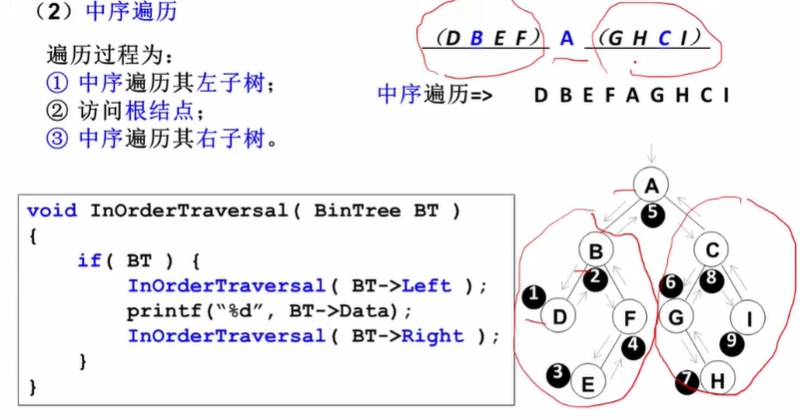 （2）中序遍历
遍历过程为:
① 中序遍历其左子树;
② 访问根结点;
③ 中序遍历其右子树。
（D B E F） A （G H C I）
中序遍历=> D B E F A G H C I
void InOrderTraversal( BinTree BT )
{
if( BT ) {
InOrderTraversal( BT->Left );
printf(“%d”, BT->Data);
InOrderTraversal( BT->Right );
}
}
A
5
B
C
2
6
8
1
D
F
G
I
4
9
3
E
7
H